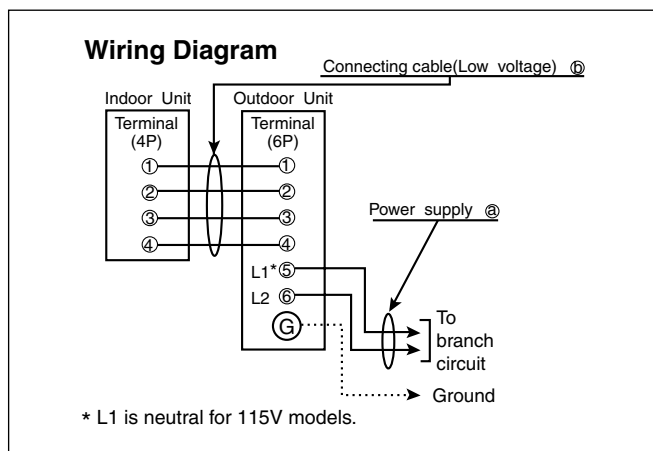 Wiring Diagram
Connecting cable(Low voltage) ⓑ
Indoor Unit
Outdoor Unit
Terminal
(4P)
Terminal
(6P)
① ①
② ②
③ ③
④ ④
Power supply ⓐ
L1* ⑤
L2 ⑥
G
To
branch
circuit
Ground
* L1 is neutral for 115V models.